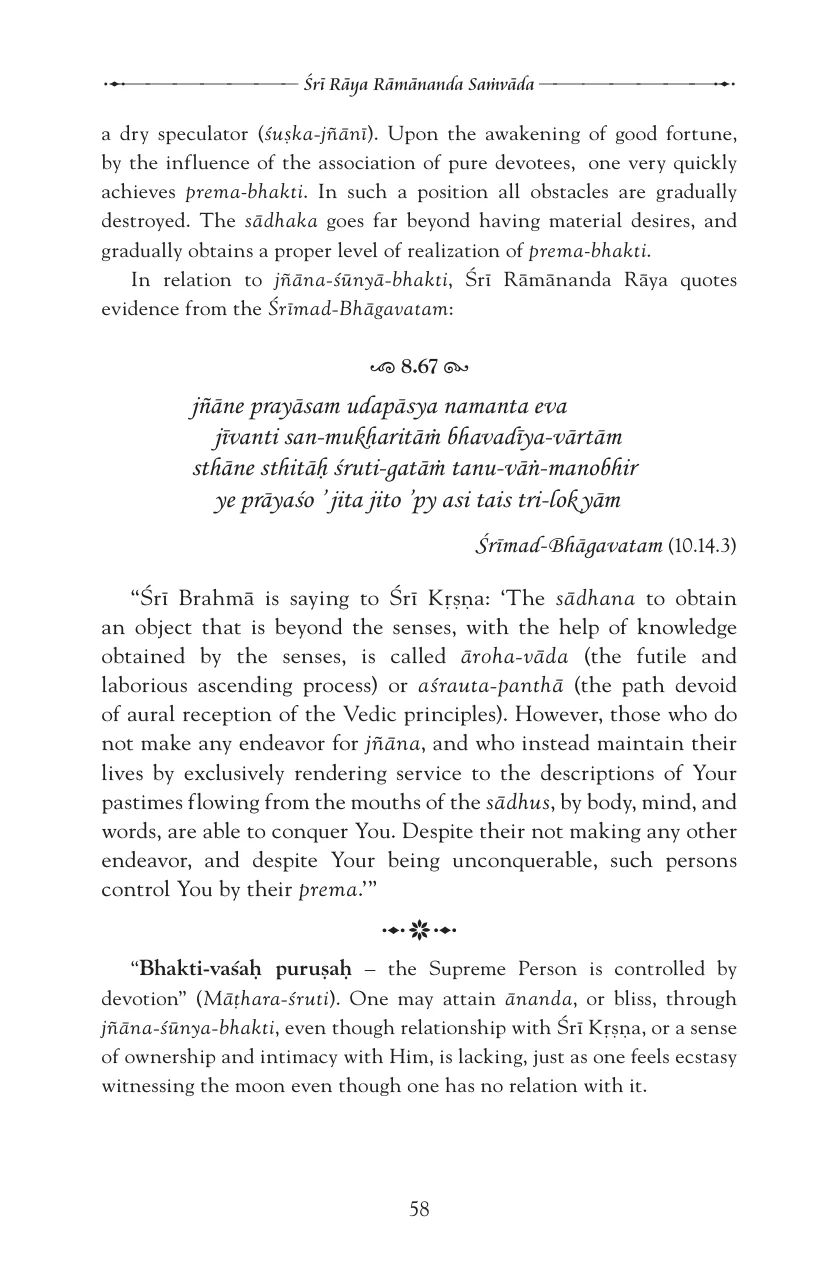 Śrī Rāya Rāmānanda Saṁvāda
a dry speculator (śuṣka-jñānī). Upon the awakening of good fortune,
by the influence of the association of pure devotees, one very quickly
achieves prema-bhakti. In such a position all obstacles are gradually
destroyed. The sādhaka goes far beyond having material desires, and
gradually obtains a proper level of realization of prema-bhakti.
In relation to jñāna-śūnyā-bhakti, Śrī Rāmānanda Rāya quotes
evidence from the Śrīmad-Bhāgavatam:
8.67
jñāne prayāsam udapāsya namanta eva
jīvanti san-mukharitāṁ bhavadīya-vārtām
sthāne sthitāḥ śruti-gatāṁ tanu-vāṅ-manobhir
ye prāyaśo ’ jita jito ’py asi tais tri-lokyām
Śrīmad-Bhāgavatam (10.14.3)
“Śrī Brahmā is saying to Śrī Kṛṣṇa: ‘The sādhana to obtain
an object that is beyond the senses, with the help of knowledge
obtained by the senses, is called āroha-vāda (the futile and
laborious ascending process) or aśrauta-panthā (the path devoid
of aural reception of the Vedic principles). However, those who do
not make any endeavor for jñāna, and who instead maintain their
lives by exclusively rendering service to the descriptions of Your
pastimes flowing from the mouths of the sādhus, by body, mind, and
words, are able to conquer You. Despite their not making any other
endeavor, and despite Your being unconquerable, such persons
control You by their prema.’”
“Bhakti-vaśaḥ puruṣaḥ – the Supreme Person is controlled by
devotion” (Māṭhara-śruti). One may attain ānanda, or bliss, through
jñāna-śūnya-bhakti, even though relationship with Śrī Kṛṣṇa, or a sense
of ownership and intimacy with Him, is lacking, just as one feels ecstasy
witnessing the moon even though one has no relation with it.
58